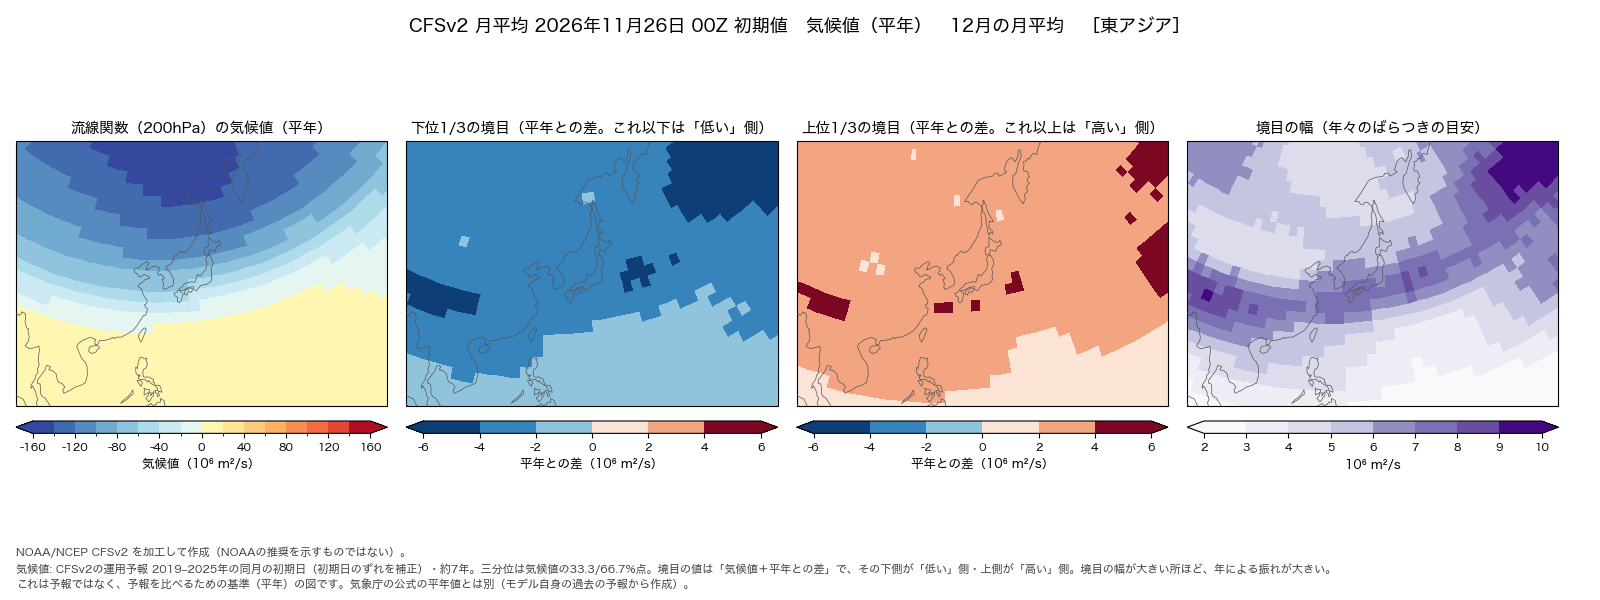 CFSv2 月平均 2026年11月26日 00Z 初期値　気候値（平年）　12月の月平均　［東アジア］
流線関数（200hPa）の気候値（平年）
下位1/3の境目（平年との差。これ以下は「低い」側）
上位1/3の境目（平年との差。これ以上は「高い」側）
境目の幅（年々のばらつきの目安）
-160 -120 -80 -40 0 40 80 120 160
気候値（10⁶ m²/s）
-6 -4 -2 0 2 4 6
平年との差（10⁶ m²/s）
-6 -4 -2 0 2 4 6
平年との差（10⁶ m²/s）
2 3 4 5 6 7 8 9 10
10⁶ m²/s
NOAA/NCEP CFSv2 を加工して作成（NOAAの推奨を示すものではない）。
気候値: CFSv2の運用予報 2019–2025年の同月の初期日（初期日のずれを補正）・約7年。三分位は気候値の33.3/66.7%点。境目の値は「気候値＋平年との差」で、その下側が「低い」側・上側が「高い」側。境目の幅が大きい所ほど、年による振れが大きい。
これは予報ではなく、予報を比べるための基準（平年）の図です。気象庁の公式の平年値とは別（モデル自身の過去の予報から作成）。